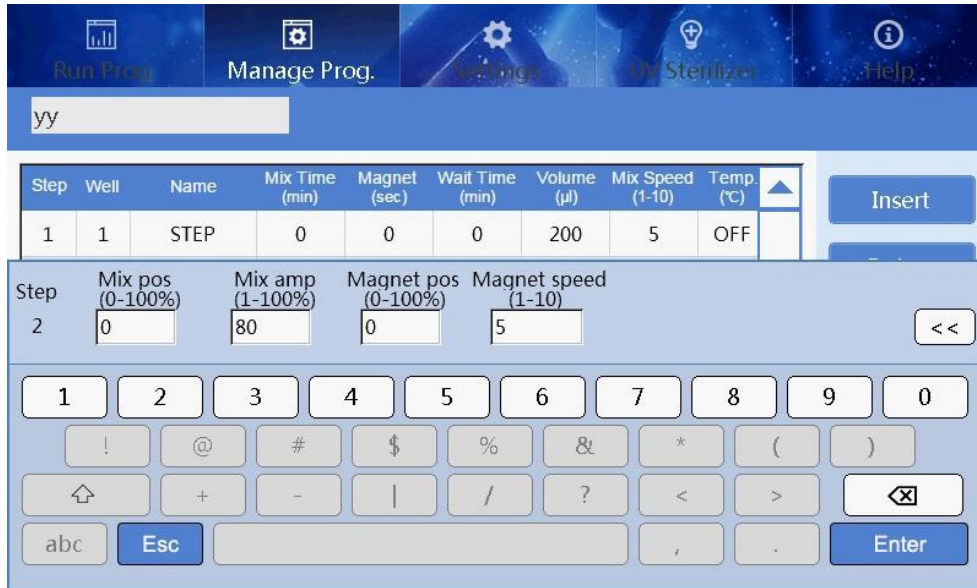 Run Prog.
Manage Prog.
Settings
UV Sterilizer
Help
yy
Step Well Name Mix Time (min) Magnet (sec) Wait Time (min) Volume (μl) Mix Speed (1-10) Temp. (℃)
1 1 STEP 0 0 0 200 5 OFF
Insert
Step Mix pos (0-100%) Mix amp (1-100%) Magnet pos (0-100%) Magnet speed (1-10)
2 0 80 0 5
<<
1 2 3 4 5 6 7 8 9 0
! @ # $ % & * ( )
+ - | / ? < >
abc Esc , . Enter